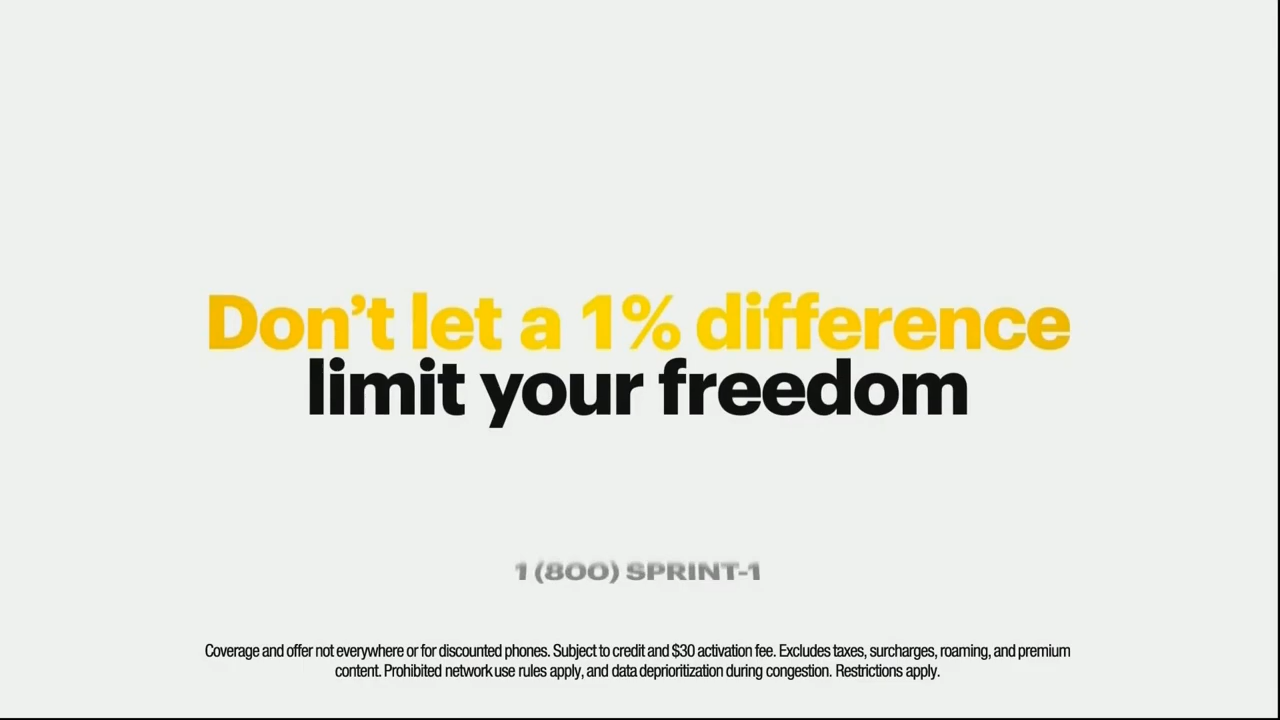 Don't let a 1% difference
limit your freedom
1 (800) SPRINT-1
Coverage and offer not everywhere or for discounted phones. Subject to credit and $30 activation fee. Excludes taxes, surcharges, roaming, and premium
content. Prohibited network use rules apply, and data deprioritization during congestion. Restrictions apply.